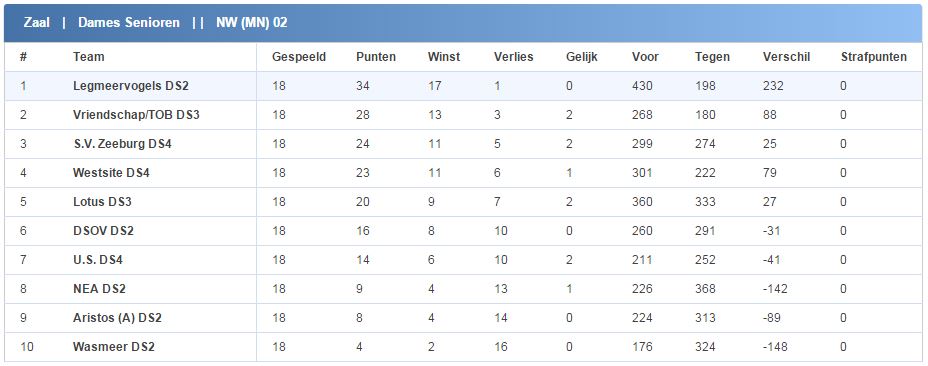 Zaal | Dames Senioren | | NW (MN) 02
# Team Gespeeld Punten Winst Verlies Gelijk Voor Tegen Verschil Strafpunten
1 Legmeervogels DS2 18 34 17 1 0 430 198 232 0
2 Vriendschap/TOB DS3 18 28 13 3 2 268 180 88 0
3 S.V. Zeeburg DS4 18 24 11 5 2 299 274 25 0
4 Westsite DS4 18 23 11 6 1 301 222 79 0
5 Lotus DS3 18 20 9 7 2 360 333 27 0
6 DSOV DS2 18 16 8 10 0 260 291 -31 0
7 U.S. DS4 18 14 6 10 2 211 252 -41 0
8 NEA DS2 18 9 4 13 1 226 368 -142 0
9 Aristos (A) DS2 18 8 4 14 0 224 313 -89 0
10 Wasmeer DS2 18 4 2 16 0 176 324 -148 0